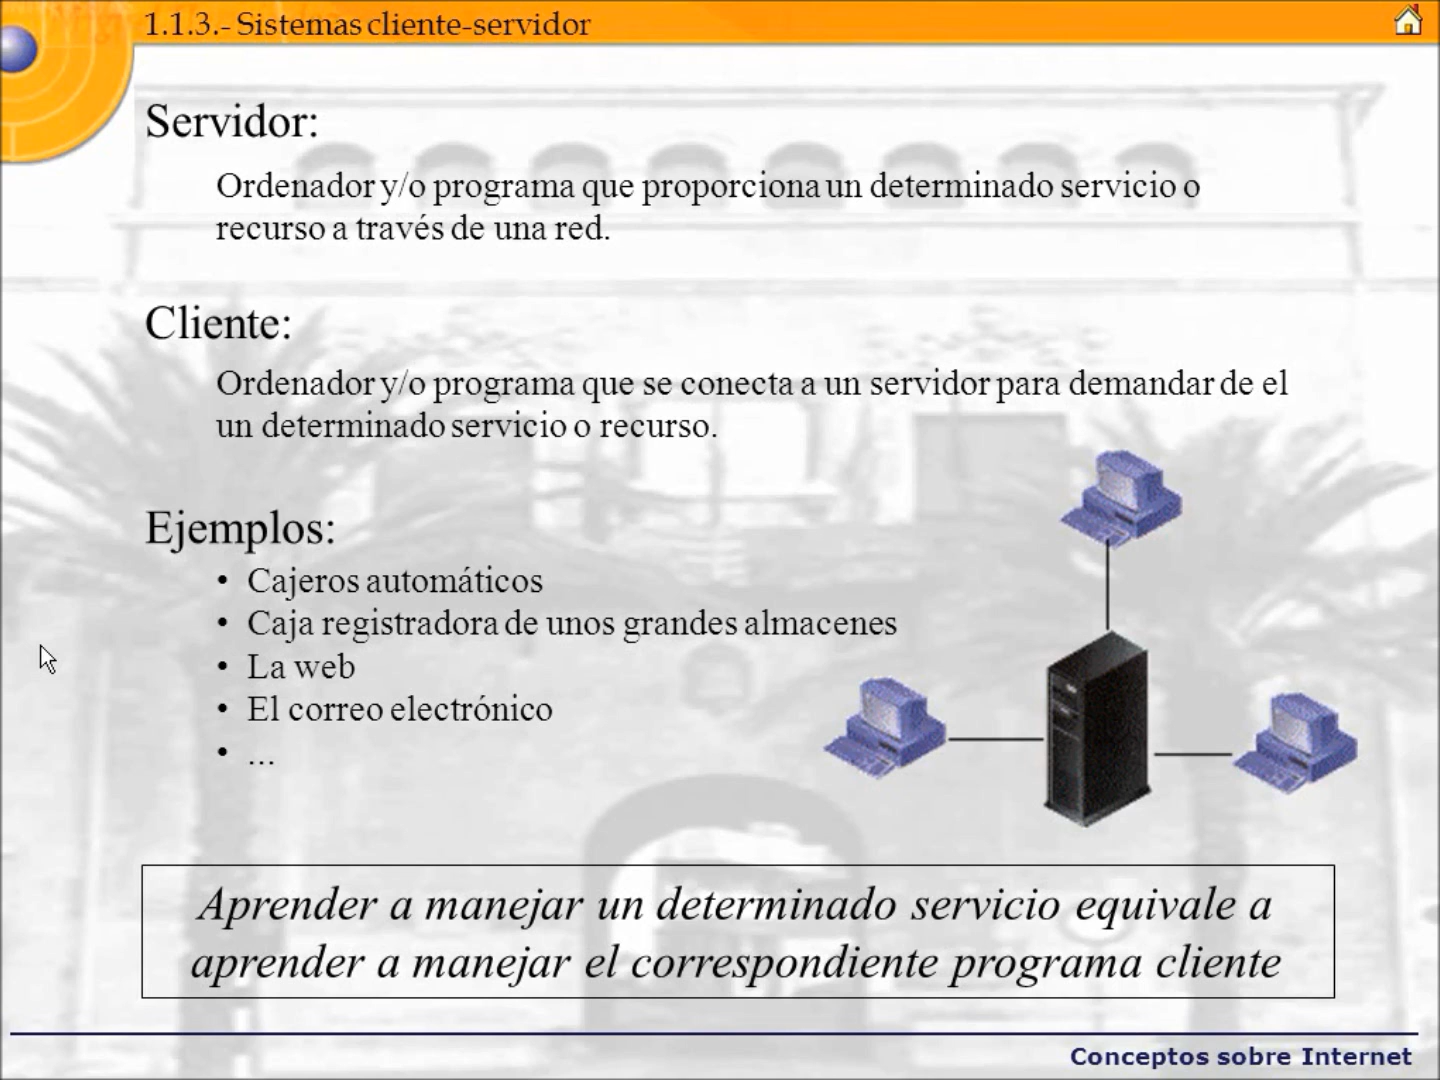 1.1.3.- Sistemas cliente-servidor
Servidor:
Ordenador y/o programa que proporciona un determinado servicio o
recurso a través de una red.
Cliente:
Ordenador y/o programa que se conecta a un servidor para demandar de el
un determinado servicio o recurso.
Ejemplos:
• Cajeros automáticos
• Caja registradora de unos grandes almacenes
• La web
• El correo electrónico
• ...
Aprender a manejar un determinado servicio equivale a
aprender a manejar el correspondiente programa cliente
Conceptos sobre Internet